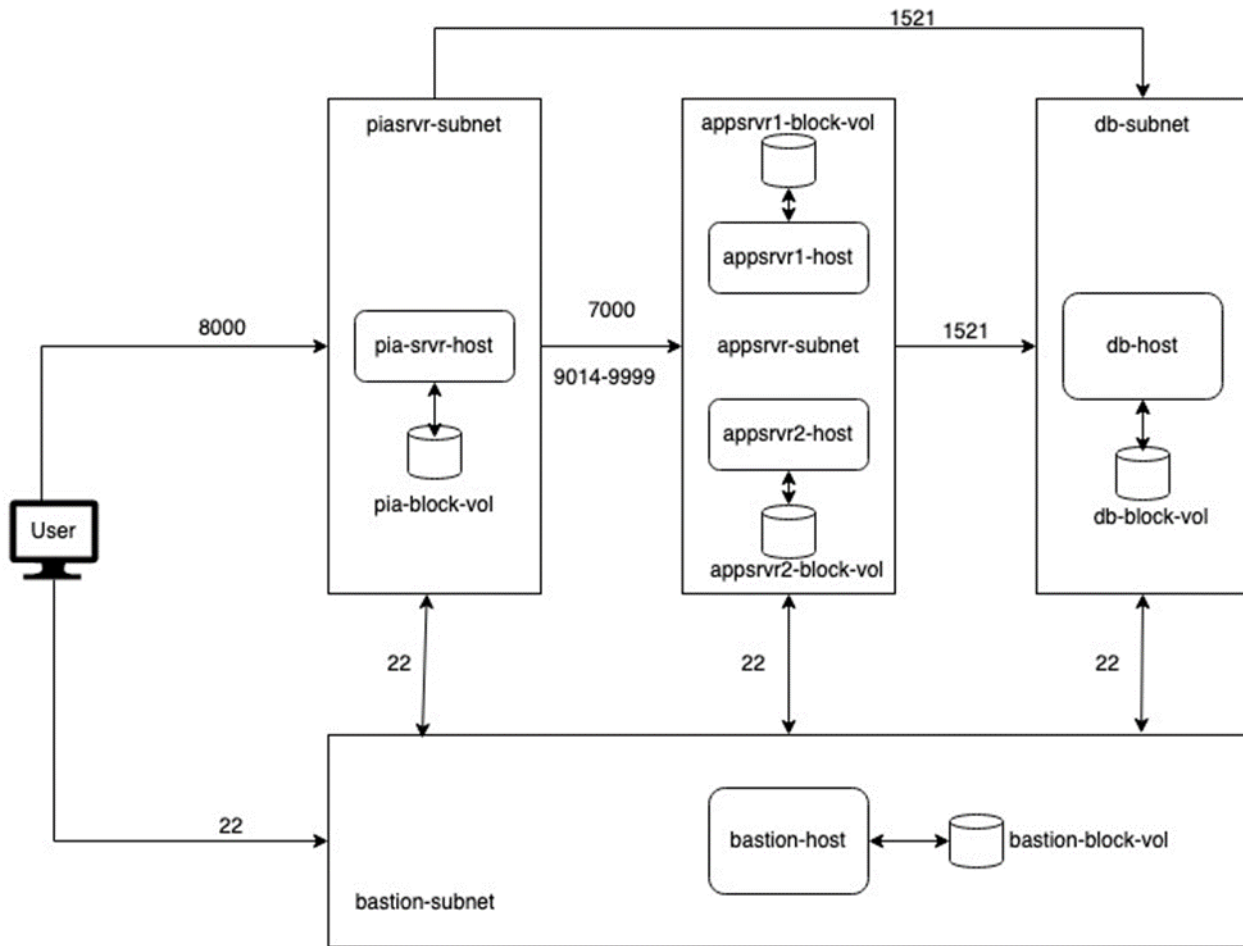 1521
piasrvr-subnet
appsrvr1-block-vol
db-subnet
appsrvr1-host
7000
8000
pia-srvr-host
appsrvr-subnet
1521
db-host
9014-9999
appsrvr2-host
pia-block-vol
db-block-vol
User
appsrvr2-block-vol
22
22
22
22
bastion-host
bastion-block-vol
bastion-subnet